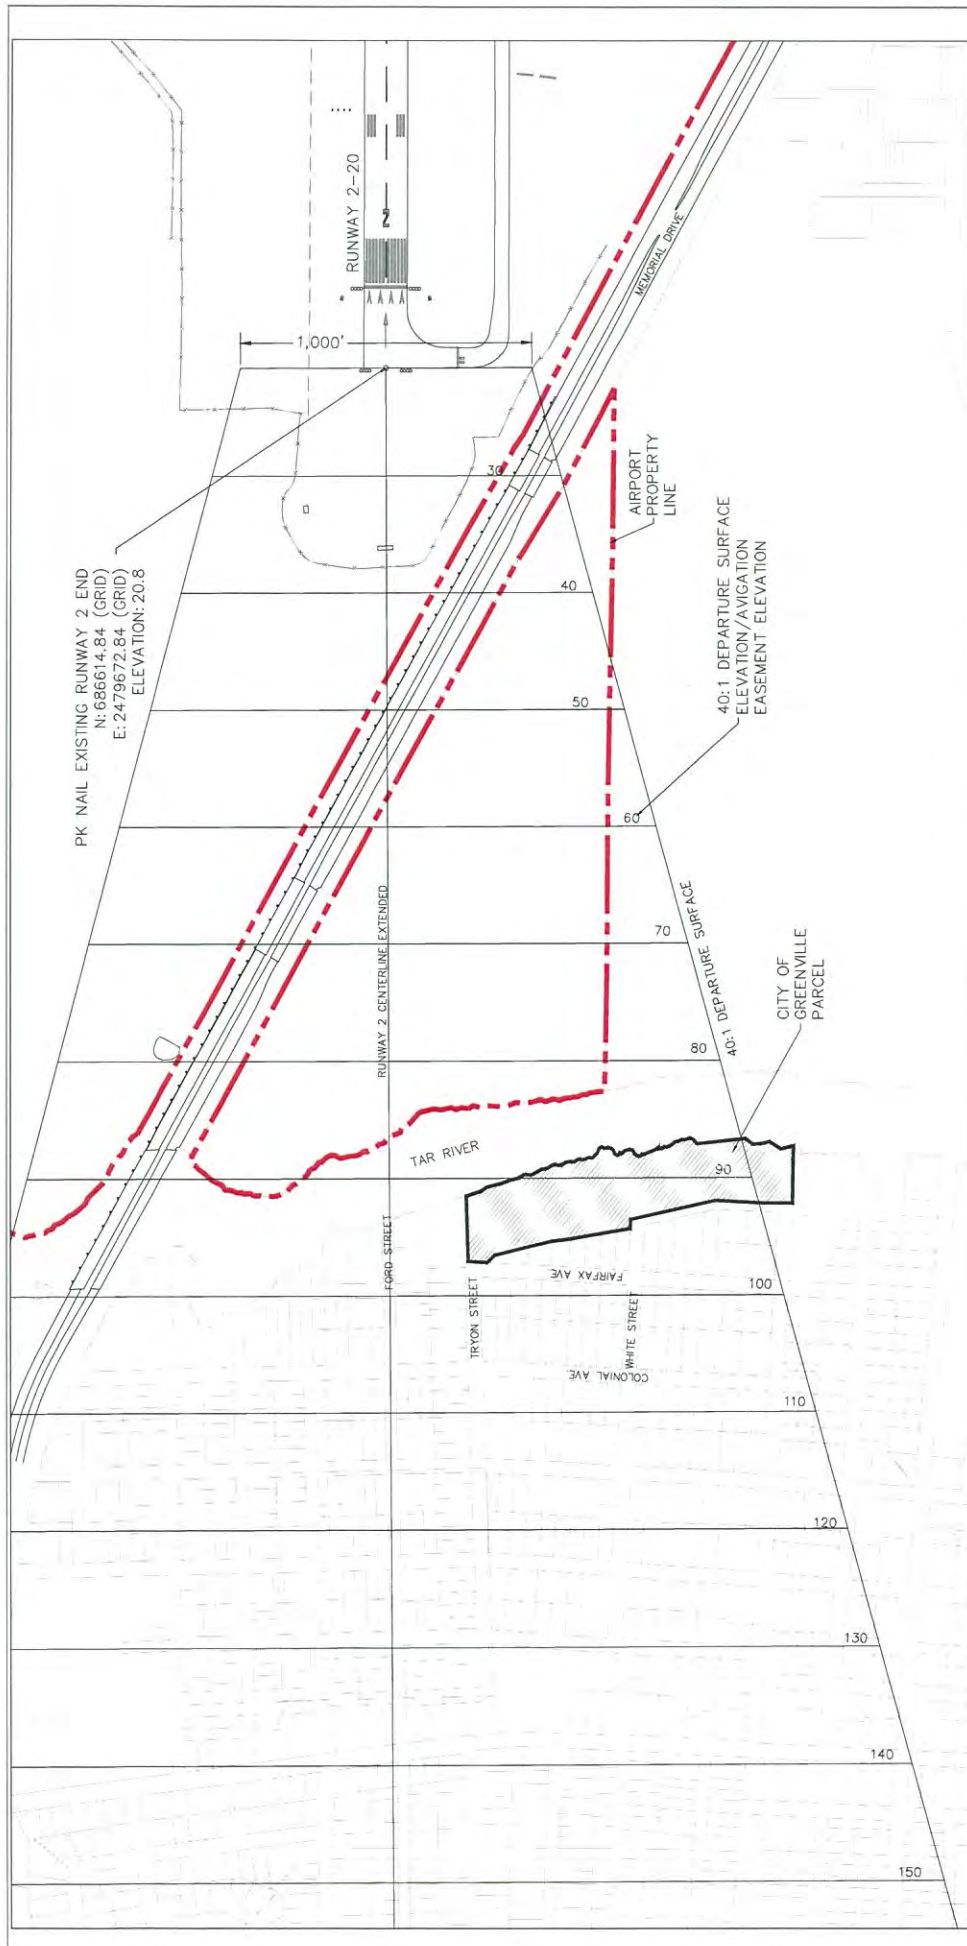 RUNWAY 2-20
2
MEMORIAL DRIVE
1,000'
PK NAIL EXISTING RUNWAY 2 END
N: 686614.84 (GRID)
E: 2479672.84 (GRID)
ELEVATION: 20.8
30
AIRPORT
PROPERTY
LINE
40
40:1 DEPARTURE SURFACE
ELEVATION/AVIGATION
EASEMENT ELEVATION
50
60
RUNWAY 2 CENTERLINE EXTENDED
70
40:1 DEPARTURE SURFACE
CITY OF
GREENVILLE
PARCEL
80
TAR RIVER
90
FORD STREET
TRYON STREET
FAIRFAX AVE
WHITE STREET
100
COLONIAL AVE.
110
120
130
140
150